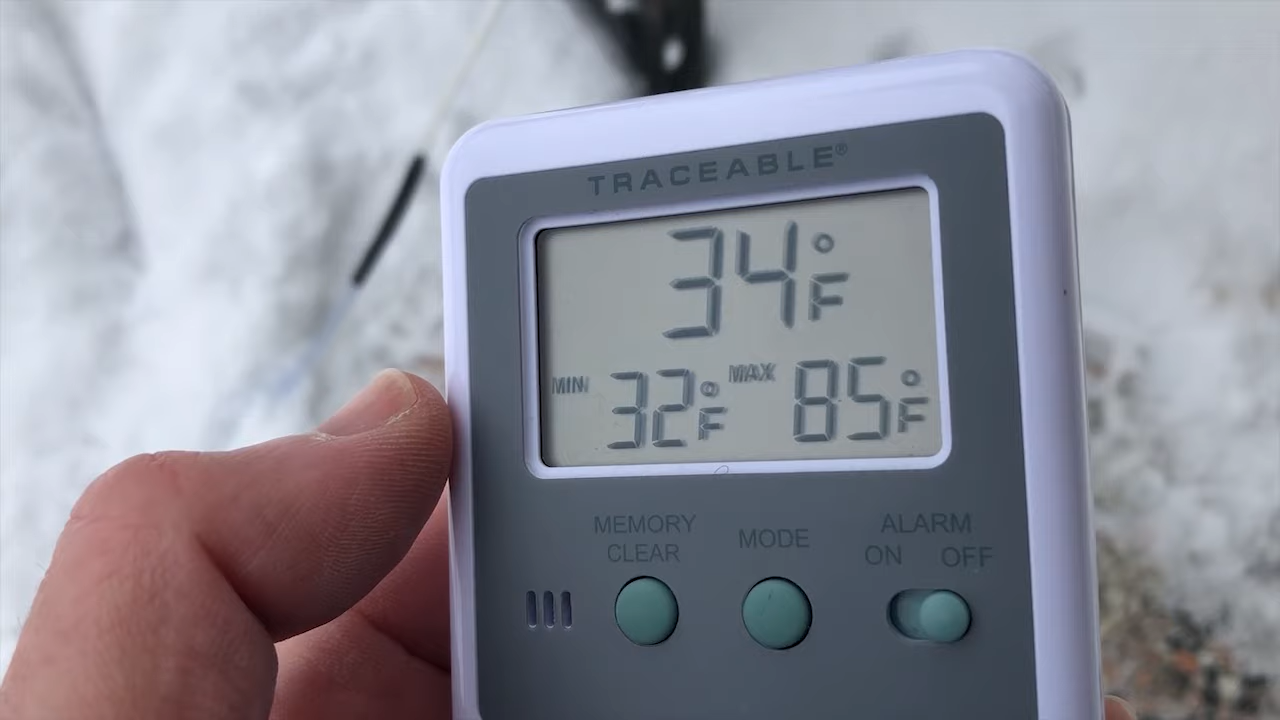 TRACEABLE®
34°F
MIN 32°F MAX 85°F
MEMORY CLEAR
MODE
ALARM
ON OFF